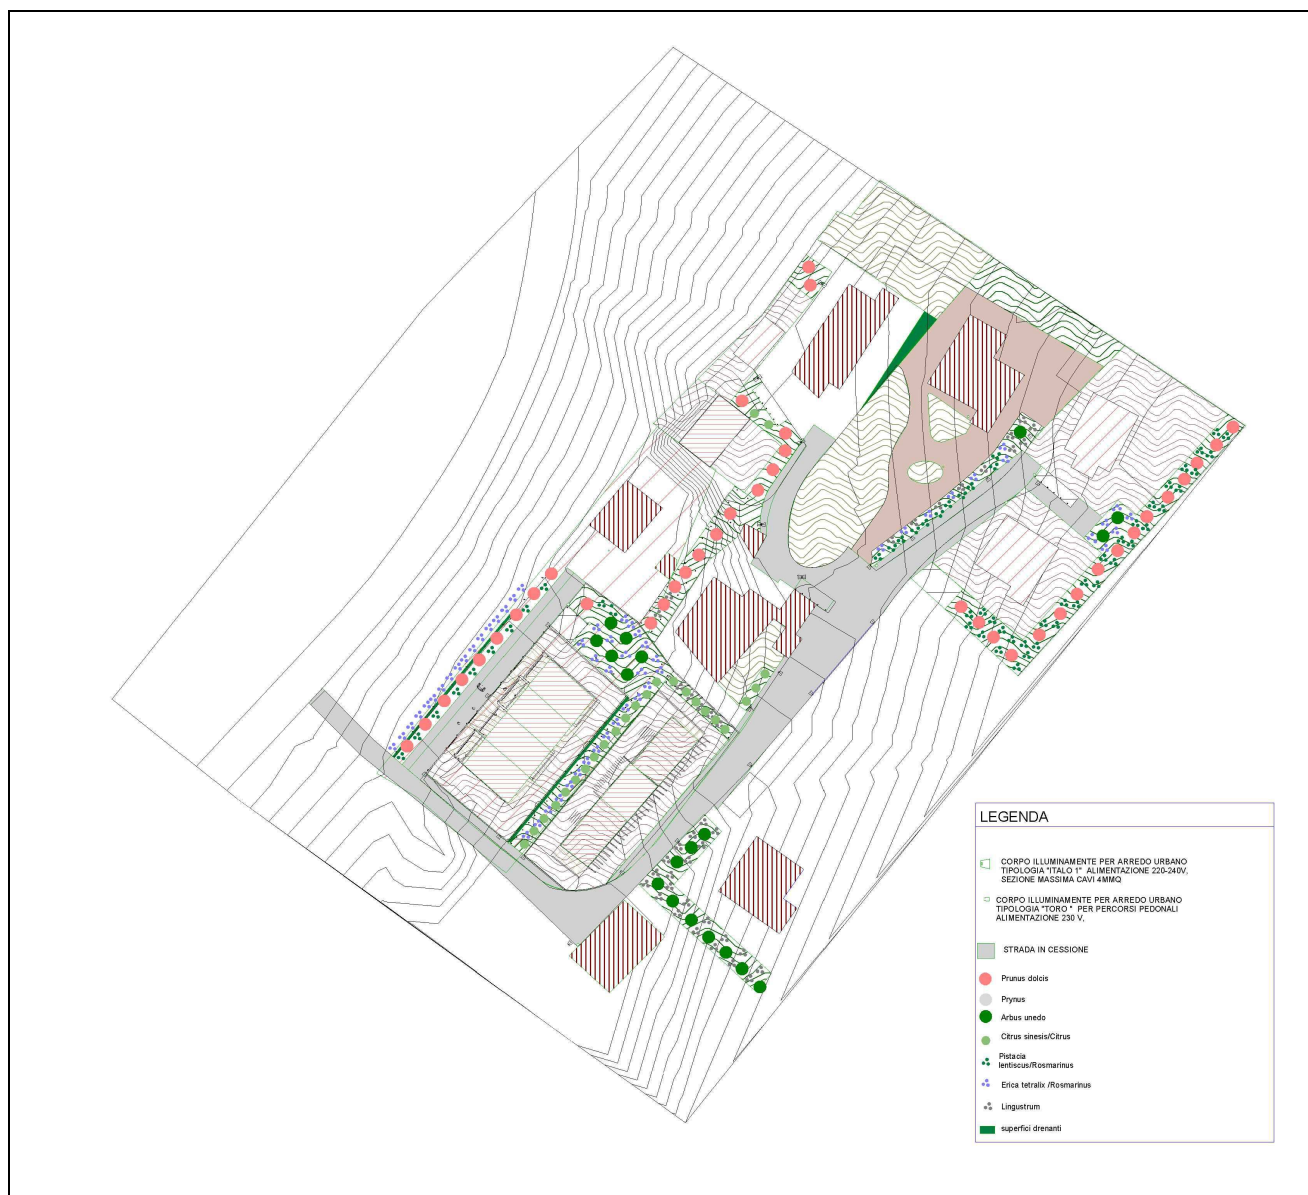 LEGENDA
CORPO ILLUMINAMENTE PER ARREDO URBANO
TIPOLOGIA "ITALO 1" ALIMENTAZIONE 220-240V,
SEZIONE MASSIMA CAVI 4MMQ
CORPO ILLUMINAMENTE PER ARREDO URBANO
TIPOLOGIA "TORO " PER PERCORSI PEDONALI
ALIMENTAZIONE 230 V,
STRADA IN CESSIONE
Prunus dolcis
Prynus
Arbus unedo
Citrus sinesis/Citrus
Pistacia
lentiscus/Rosmarinus
Erica tetralix /Rosmarinus
Lingustrum
superfici drenanti